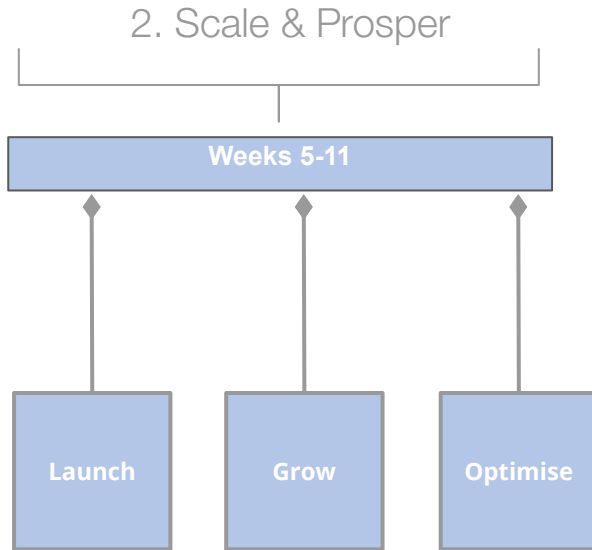 2. Scale & Prosper
Weeks 5-11
Launch
Grow
Optimise